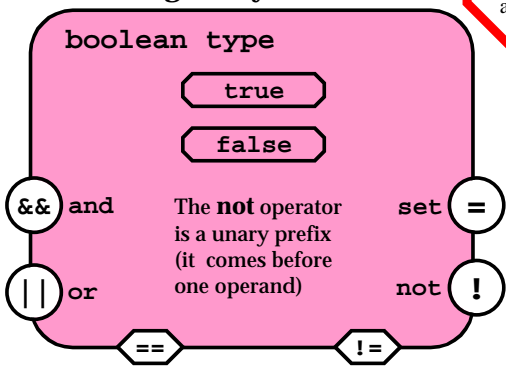 boolean type
true
false
&& and
|| or
The not operator
is a unary prefix
(it comes before
one operand)
set =
not !
==
!=